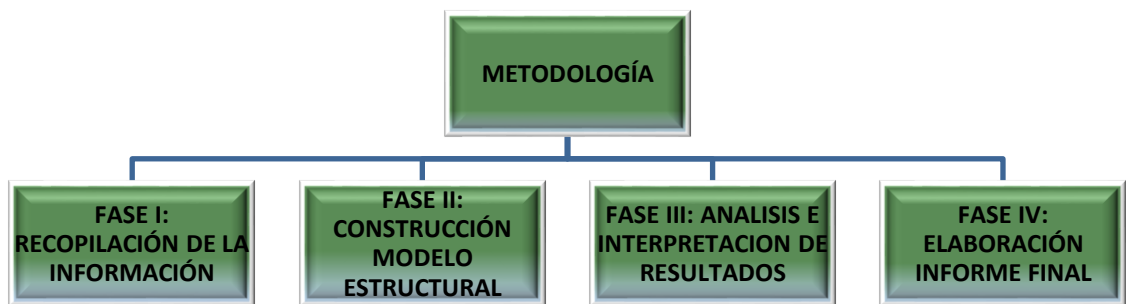 METODOLOGÍA
FASE I:
RECOPILACIÓN DE LA
INFORMACIÓN
FASE II:
CONSTRUCCIÓN
MODELO
ESTRUCTURAL
FASE III: ANALISIS E
INTERPRETACION DE
RESULTADOS
FASE IV:
ELABORACIÓN
INFORME FINAL